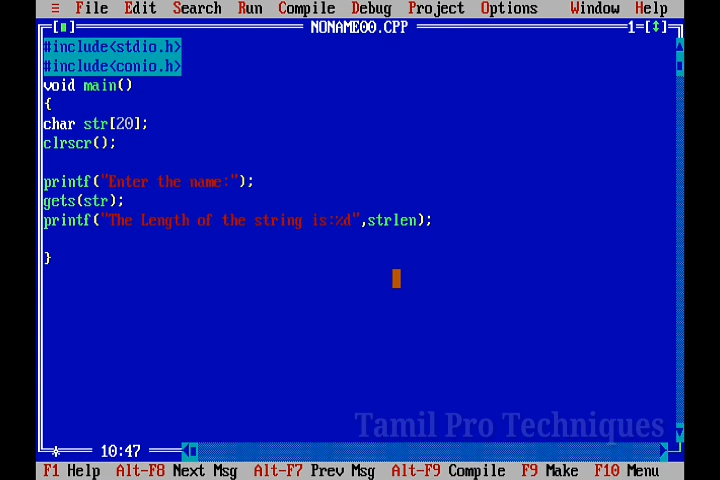 ≡ File Edit Search Run Compile Debug Project Options Window Help
[■] NONAME00.CPP 1=[↕]
#include<stdio.h>
#include<conio.h>
void main()
{
char str[20];
clrscr();
printf("Enter the name:");
gets(str);
printf("The Length of the string is:%d",strlen);
}
Tamil Pro Techniques
* 10:47
F1 Help Alt-F8 Next Msg Alt-F7 Prev Msg Alt-F9 Compile F9 Make F10 Menu